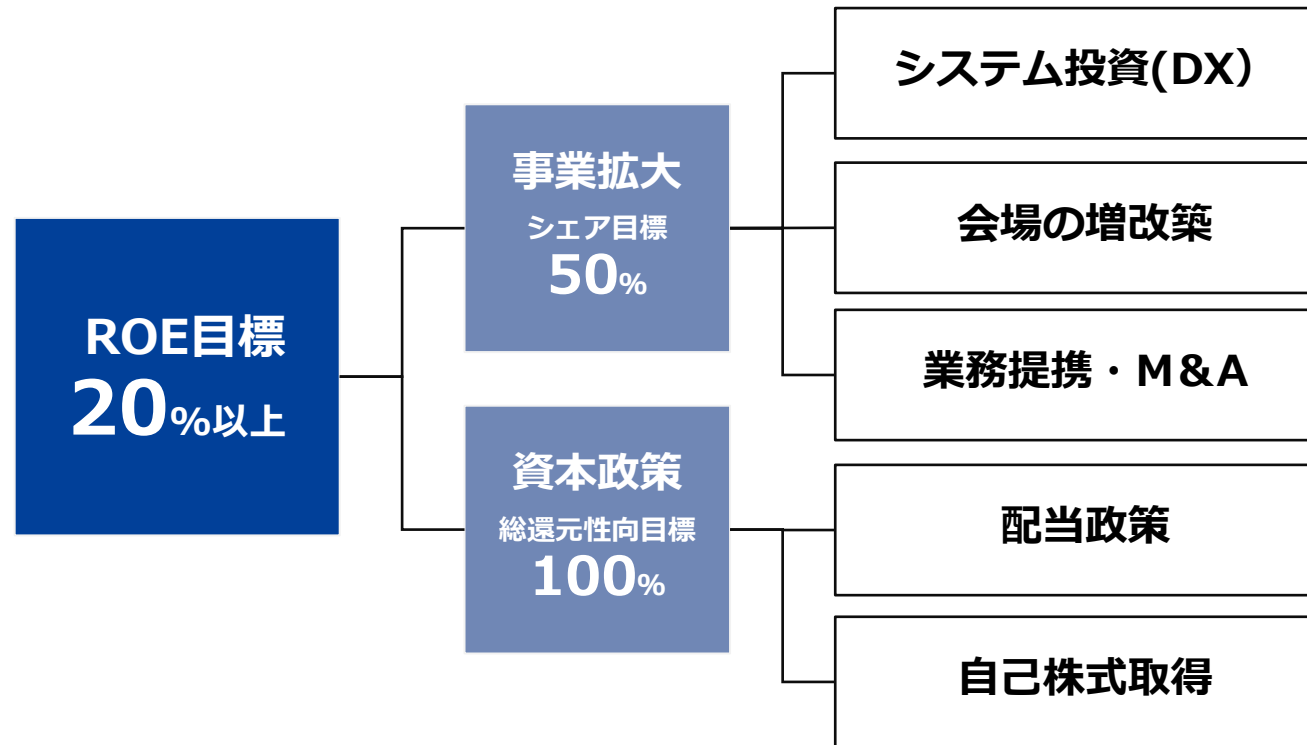 ROE目標
20%以上
事業拡大
シェア目標
50%
資本政策
総還元性向目標
100%
システム投資(DX）
会場の増改築
業務提携・M&A
配当政策
自己株式取得